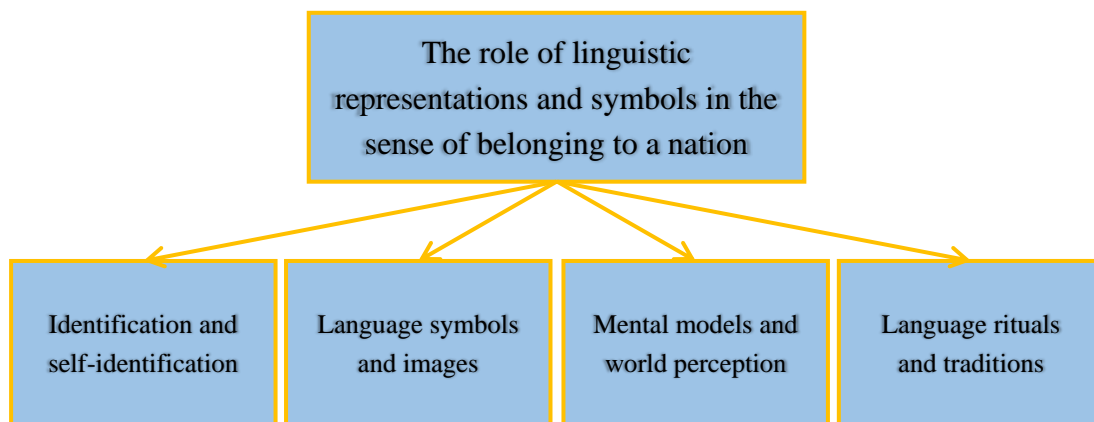 The role of linguistic
representations and symbols in the
sense of belonging to a nation
Identification and
self-identification
Language symbols
and images
Mental models and
world perception
Language rituals
and traditions